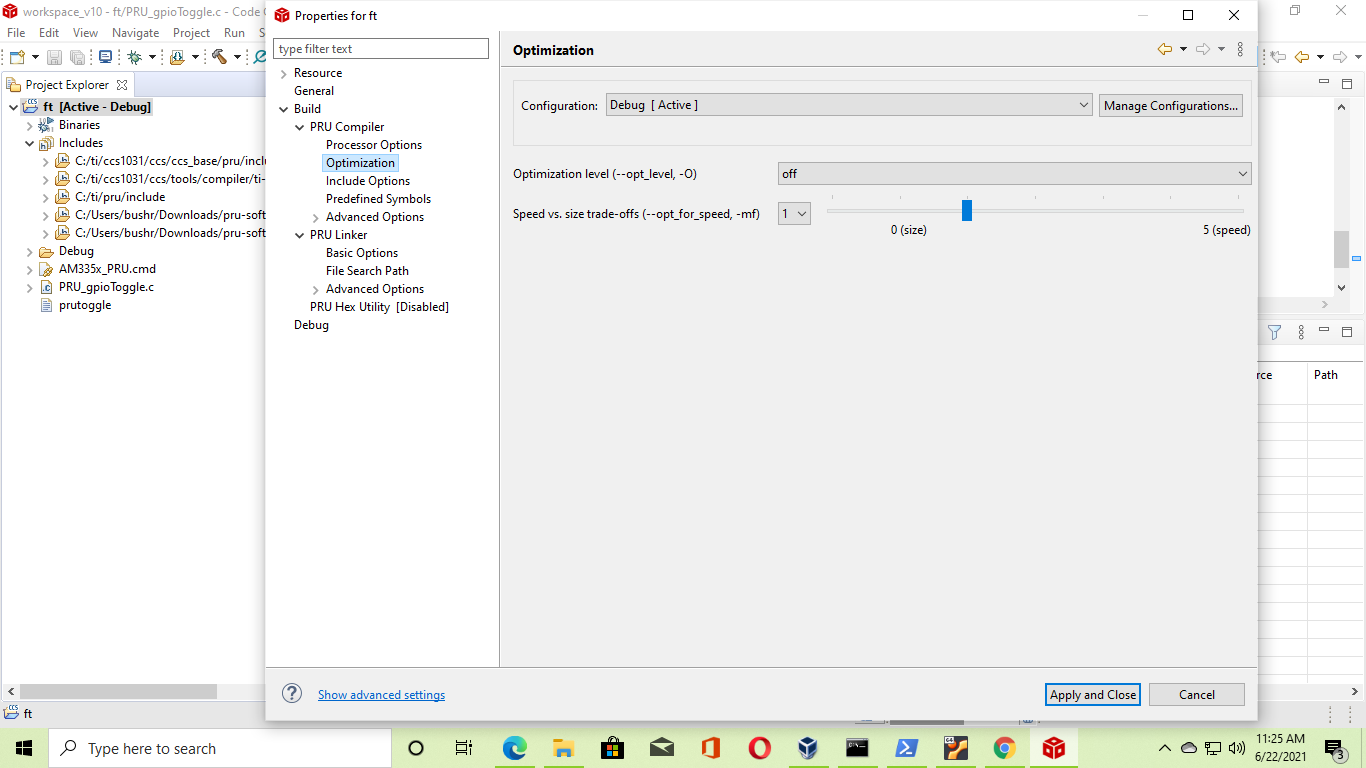 workspace_v10 - ft/PRU_gpioToggle.c - Code C
File Edit View Navigate Project Run S
Project Explorer
ft [Active - Debug]
Binaries
Includes
C:/ti/ccs1031/ccs/ccs_base/pru/inclu
C:/ti/ccs1031/ccs/tools/compiler/ti-
C:/ti/pru/include
C:/Users/bushr/Downloads/pru-soft
C:/Users/bushr/Downloads/pru-soft
Debug
AM335x_PRU.cmd
PRU_gpioToggle.c
prutoggle
ft
Properties for ft
type filter text
Resource
General
Build
PRU Compiler
Processor Options
Optimization
Include Options
Predefined Symbols
Advanced Options
PRU Linker
Basic Options
File Search Path
Advanced Options
PRU Hex Utility [Disabled]
Debug
Optimization
Configuration: Debug [ Active ] Manage Configurations...
Optimization level (--opt_level, -O) off
Speed vs. size trade-offs (--opt_for_speed, -mf) 1
0 (size) 5 (speed)
Show advanced settings
Apply and Close Cancel
rce Path
Type here to search
11:25 AM
6/22/2021
3